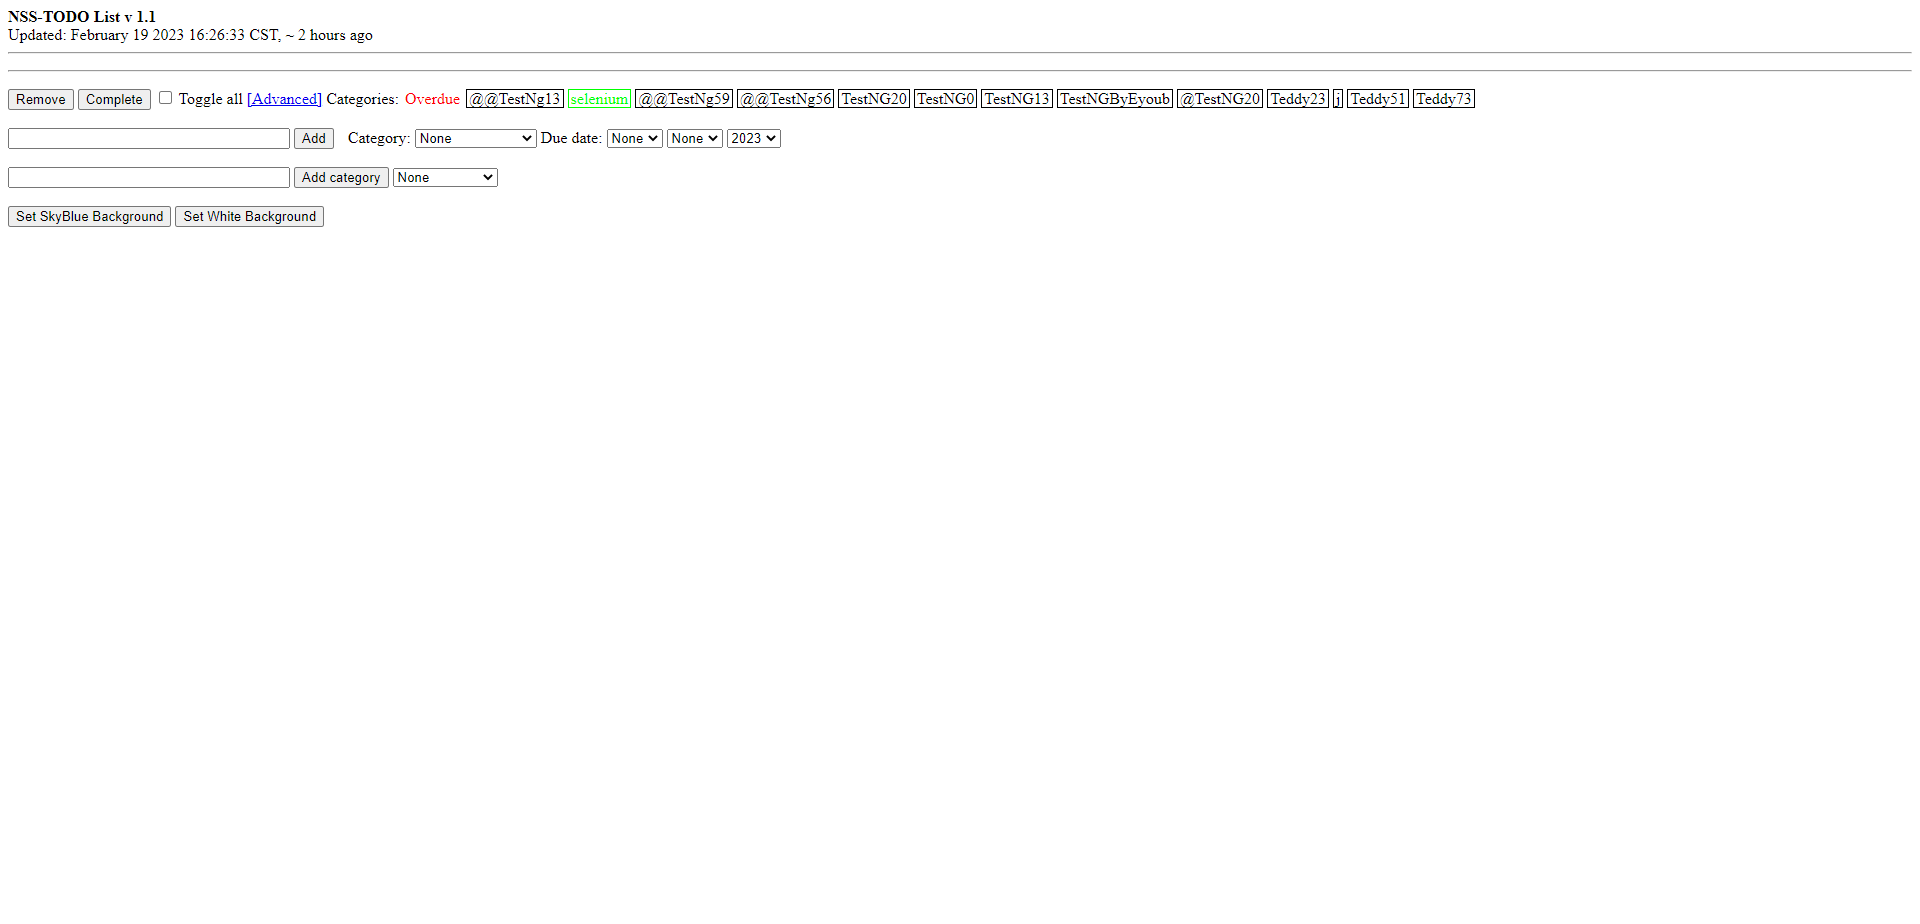 NSS-TODO List v 1.1
Updated: February 19 2023 16:26:33 CST, ~ 2 hours ago
Remove Complete Toggle all [Advanced] Categories: Overdue @@TestNg13 selenium @@TestNg59 @@TestNg56 TestNG20 TestNG0 TestNG13 TestNGByEyoub @TestNG20 Teddy23 j Teddy51 Teddy73
Add Category: None Due date: None None 2023
Add category None
Set SkyBlue Background Set White Background